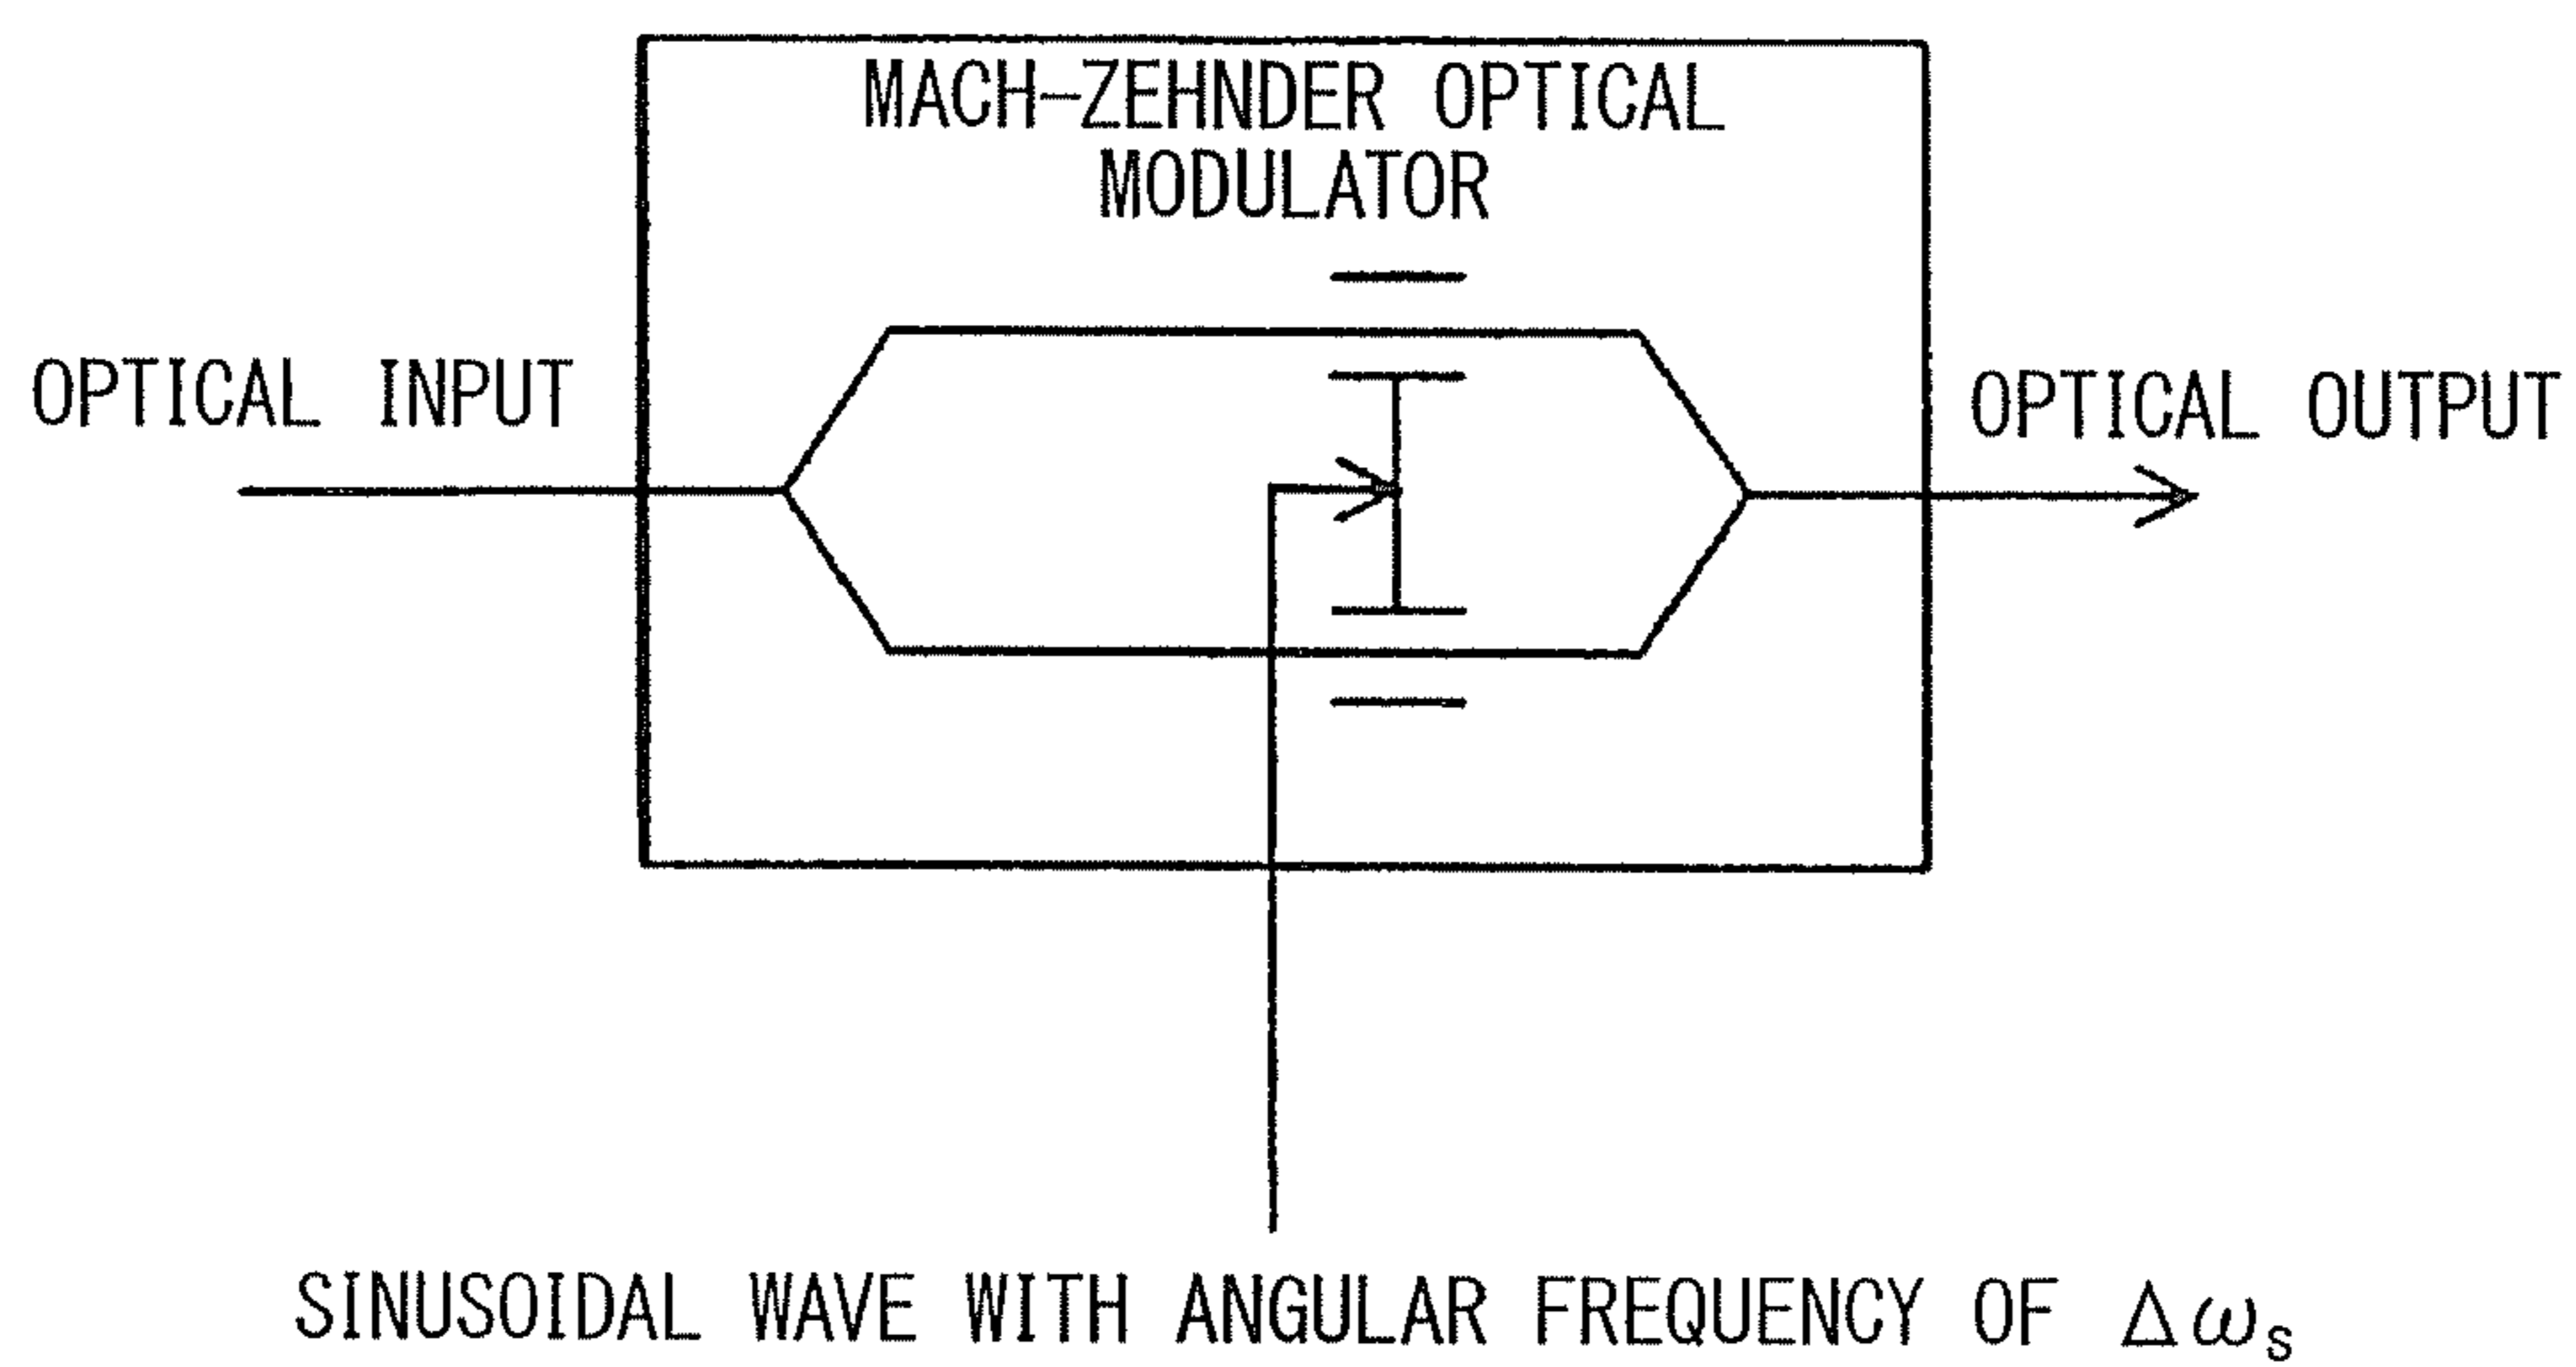 MACH-ZEHNDER OPTICAL
MODULATOR
OPTICAL INPUT
OPTICAL OUTPUT
SINUSOIDAL WAVE WITH ANGULAR FREQUENCY OF Δωs